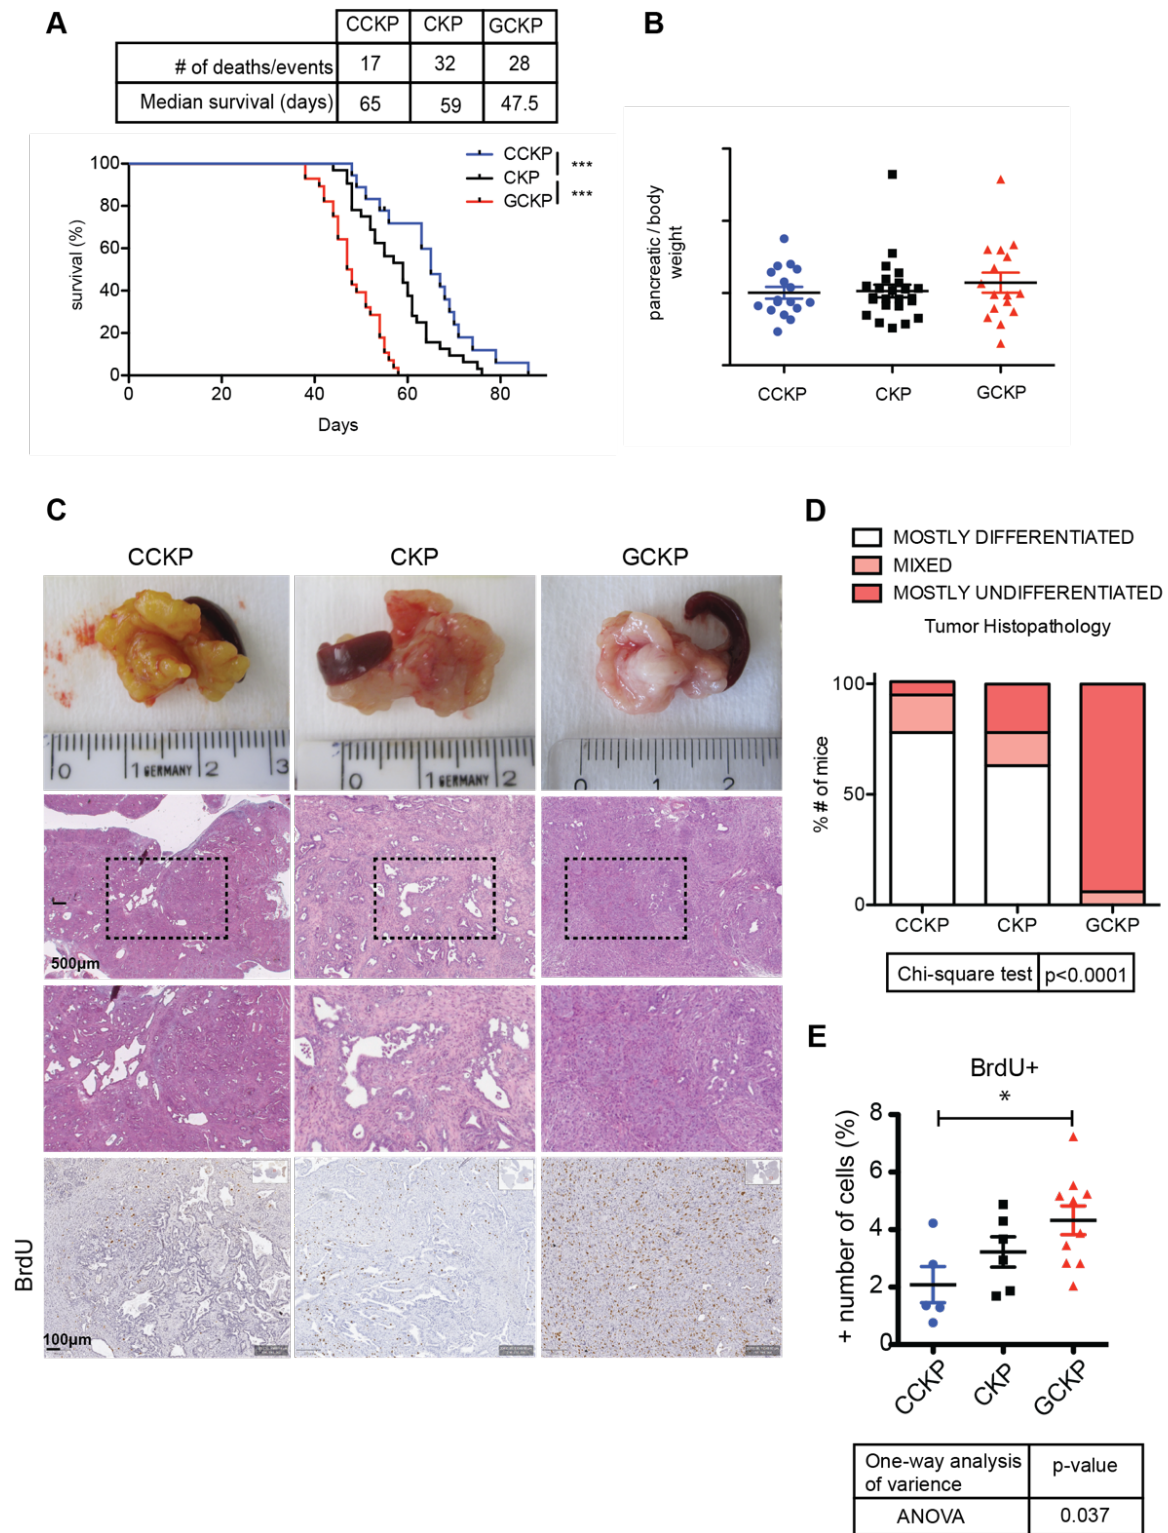 A
CCKP CKP GCKP
# of deaths/events 17 32 28
Median survival (days) 65 59 47.5
CCKP
CKP
GCKP
***
***
survival (%)
100
80
60
40
20
0
0 20 40 60 80
Days
B
pancreatic / body
weight
CCKP CKP GCKP
C
CCKP CKP GCKP
0 1 GERMANY 2 3
0 1 GERMANY 2
0 1 2
500µm
BrdU
100µm
D
MOSTLY DIFFERENTIATED
MIXED
MOSTLY UNDIFFERENTIATED
Tumor Histopathology
% # of mice
100
50
0
CCKP CKP GCKP
Chi-square test p<0.0001
E
BrdU+
*
+ number of cells (%)
8
6
4
2
0
CCKP CKP GCKP
One-way analysis
of varience
p-value
ANOVA 0.037